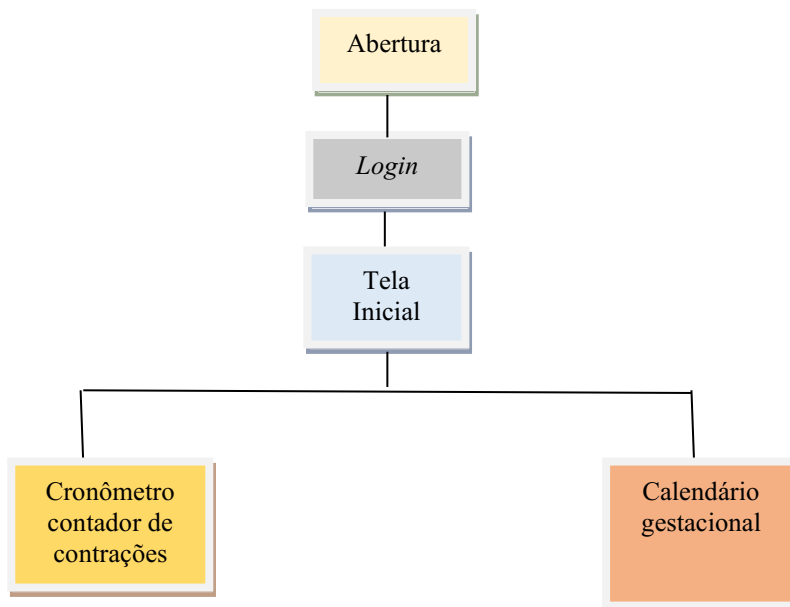 Abertura
Login
Tela
Inicial
Cronômetro
contador de
contrações
Calendário
gestacional